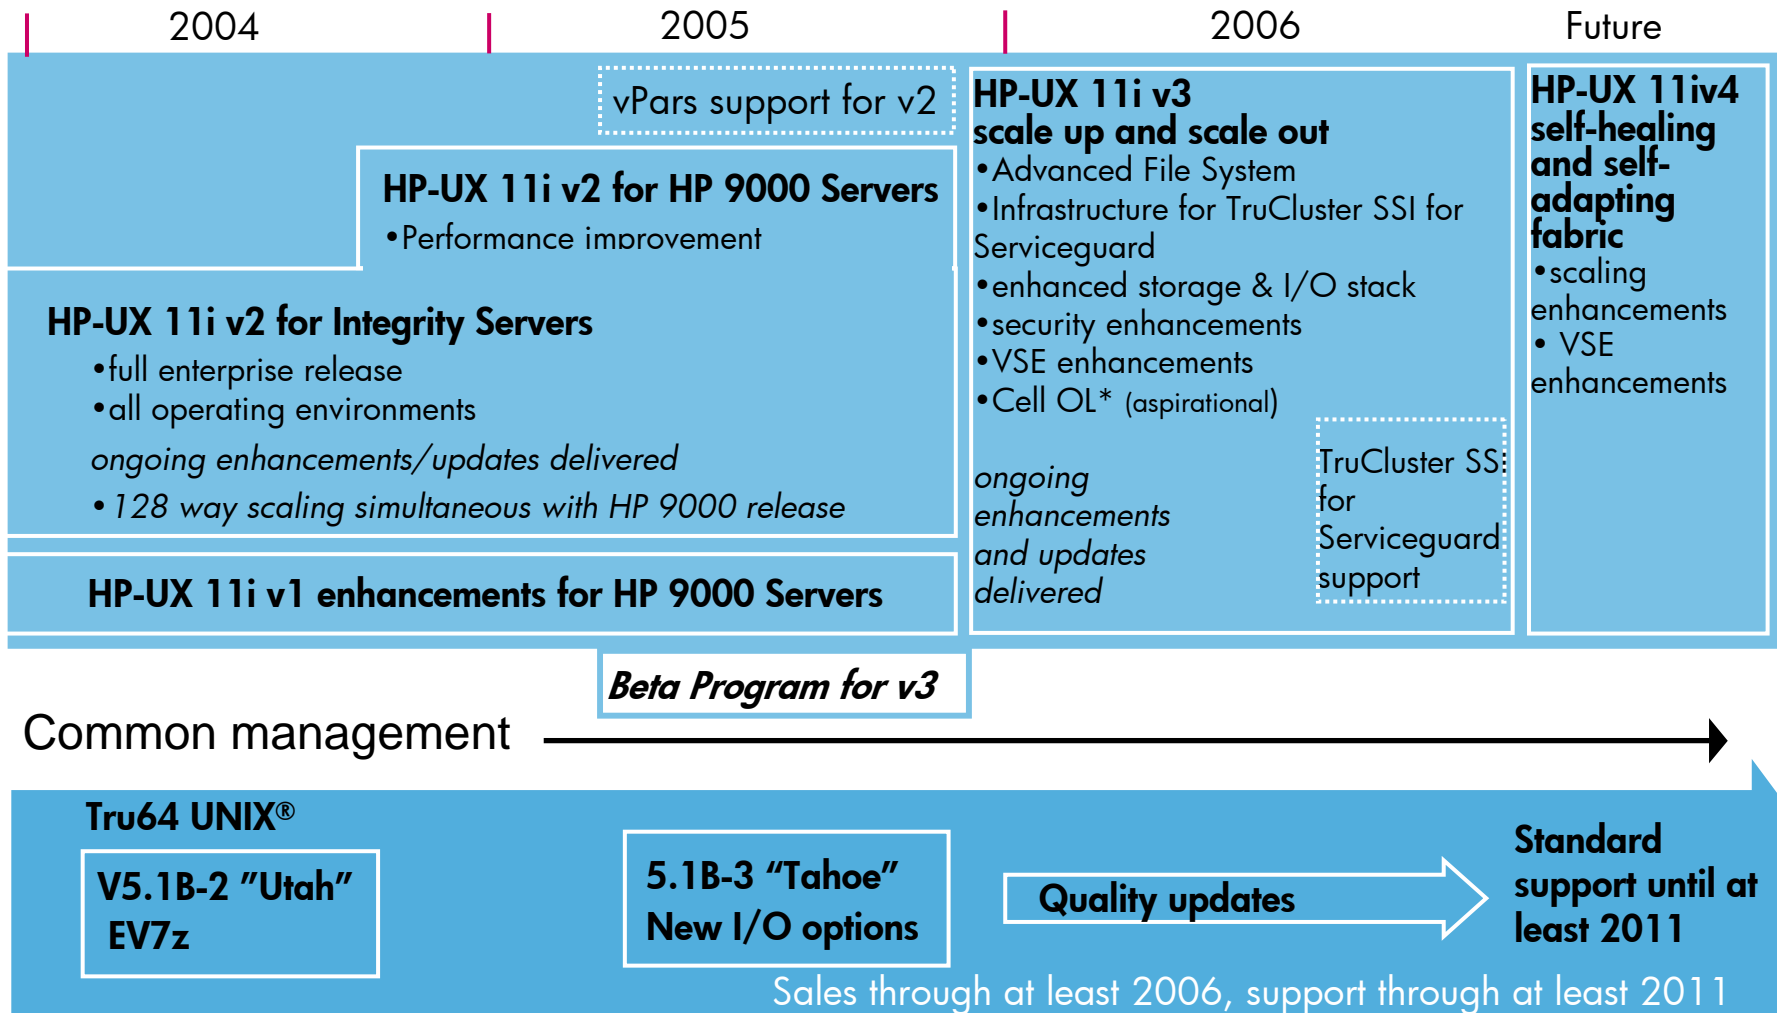 2004
2005
2006
Future
vPars support for v2
HP-UX 11i v2 for HP 9000 Servers
•Performance improvement
HP-UX 11i v2 for Integrity Servers
•full enterprise release
•all operating environments
ongoing enhancements/updates delivered
•128 way scaling simultaneous with HP 9000 release
HP-UX 11i v1 enhancements for HP 9000 Servers
HP-UX 11i v3
scale up and scale out
•Advanced File System
•Infrastructure for TruCluster SSI for
Serviceguard
•enhanced storage & I/O stack
•security enhancements
•VSE enhancements
•Cell OL* (aspirational)
ongoing
enhancements
and updates
delivered
TruCluster SSI
for
Serviceguard
support
HP-UX 11iv4
self-healing
and self-
adapting
fabric
•scaling
enhancements
• VSE
enhancements
Beta Program for v3
Common management
Tru64 UNIX®
V5.1B-2 ”Utah”
EV7z
5.1B-3 “Tahoe”
New I/O options
Quality updates
Standard
support until at
least 2011
Sales through at least 2006, support through at least 2011